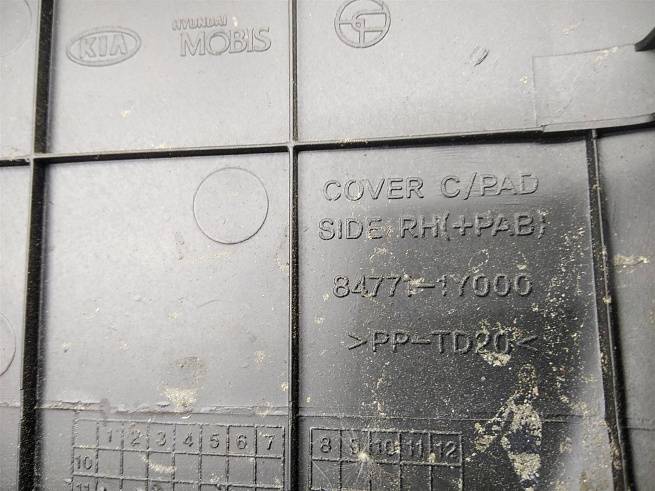 KIA
HYUNDAI
MOBIS
COVER C/PAD
SIDE RH(+PAB)
84771-1Y000
>PP-TD20<
1 2 3 4 5 6 7 8 9 10 11 12
10
11